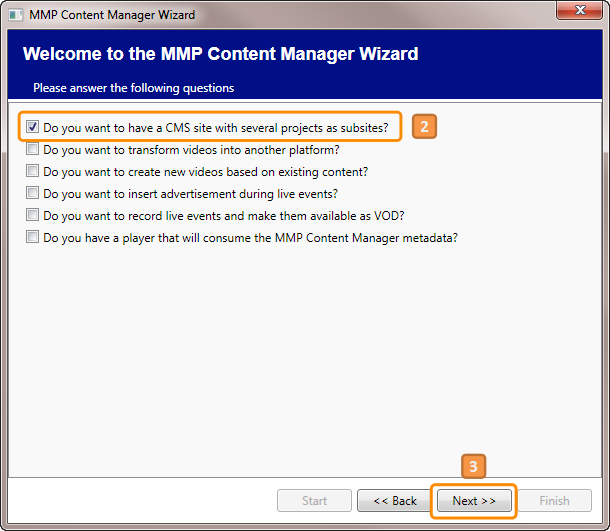 MMP Content Manager Wizard
Welcome to the MMP Content Manager Wizard
Please answer the following questions
Do you want to have a CMS site with several projects as subsites?
2
Do you want to transform videos into another platform?
Do you want to create new videos based on existing content?
Do you want to insert advertisement during live events?
Do you want to record live events and make them available as VOD?
Do you have a player that will consume the MMP Content Manager metadata?
3
Start << Back Next >> Finish